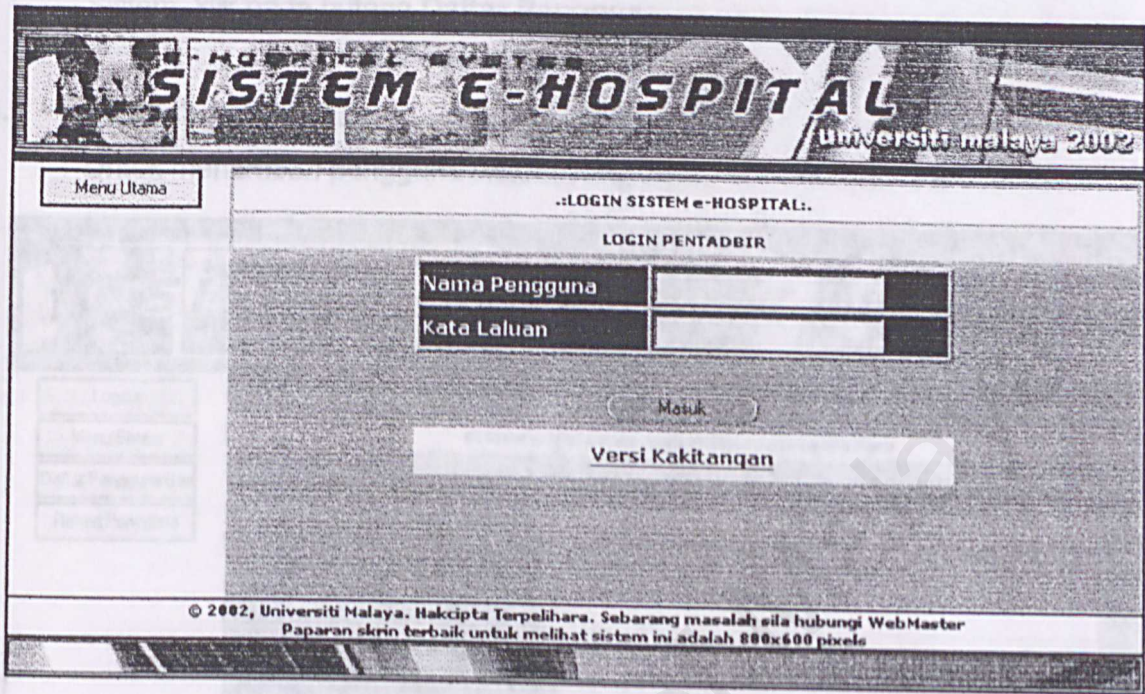 E-HOSPITAL SYSTEM
SISTEM E-HOSPITAL
universiti malaya 2002
Menu Utama
.:LOGIN SISTEM e-HOSPITAL:.
LOGIN PENTADBIR
Nama Pengguna
Kata Laluan
Masuk
Versi Kakitangan
© 2002, Universiti Malaya. Hakcipta Terpelihara. Sebarang masalah sila hubungi WebMaster
Paparan skrin terbaik untuk melihat sistem ini adalah 800x600 pixels